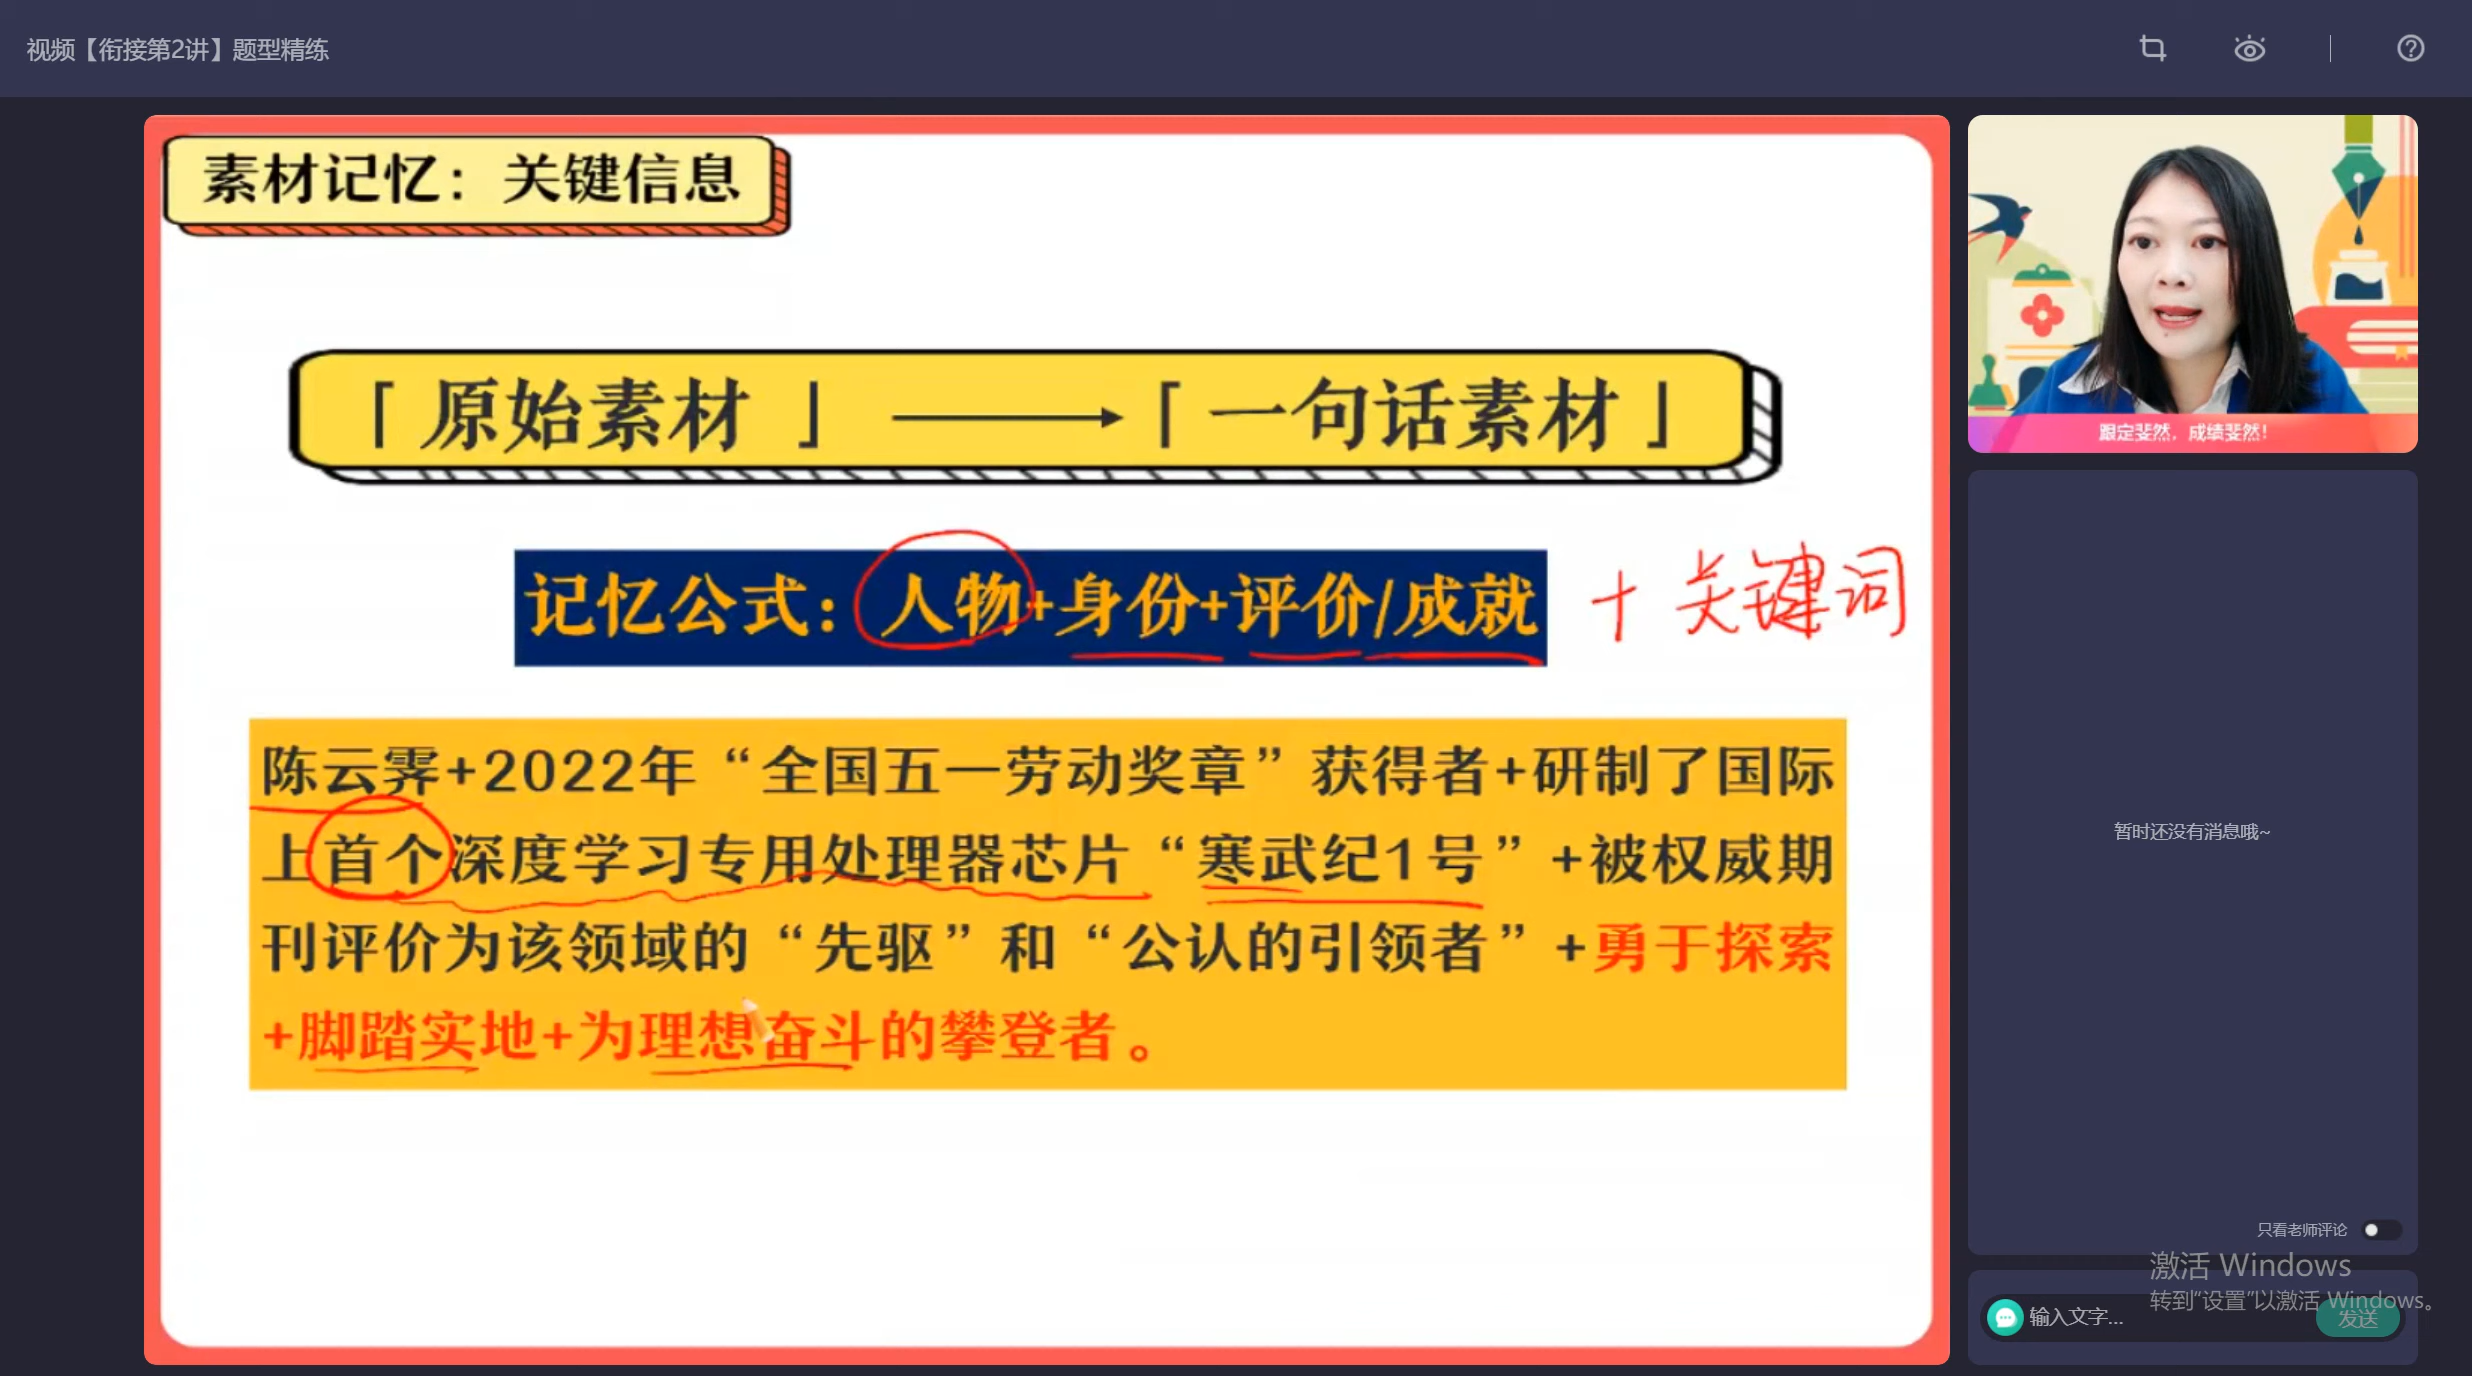 视频【衔接第2讲】题型精练
素材记忆：关键信息
「 原始素材 」 「 一句话素材 」
记忆公式：人物+身份+评价/成就
十 关键词
陈云霁+2022年“全国五一劳动奖章”获得者+研制了国际
上首个深度学习专用处理器芯片“寒武纪1号”+被权威期
刊评价为该领域的“先驱”和“公认的引领者”+勇于探索
+脚踏实地+为理想奋斗的攀登者。
跟定斐然，成绩斐然！
暂时还没有消息哦~
只看老师评论
激活 Windows
转到“设置”以激活 Windows。
输入文字...
发送